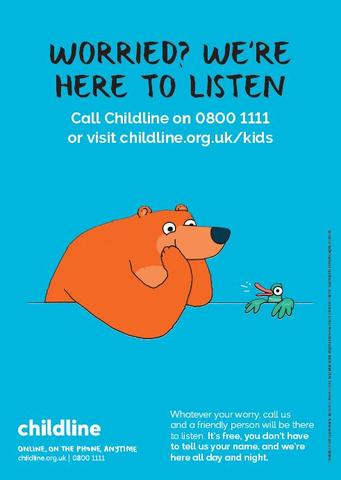 WORRIED? WE'RE
HERE TO LISTEN
Call Childline on 0800 1111
or visit childline.org.uk/kids
Whatever your worry, call us
and a friendly person will be there
to listen. It's free, you don't have
to tell us your name, and we're
here all day and night.
childline
ONLINE, ON THE PHONE, ANYTIME
childline.org.uk | 0800 1111